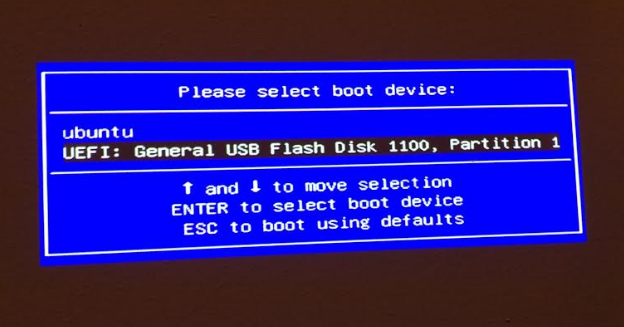 Please select boot device:
ubuntu
UEFI: General USB Flash Disk 1100, Partition 1
↑ and ↓ to move selection
ENTER to select boot device
ESC to boot using defaults